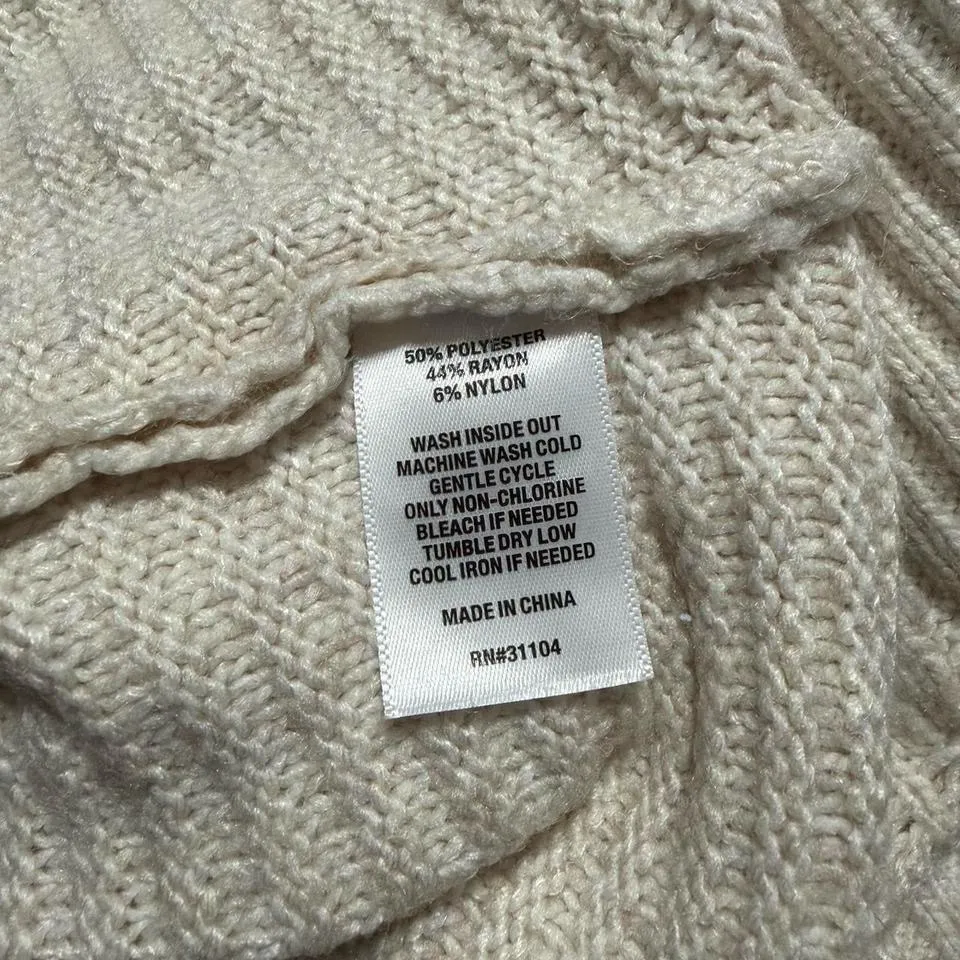 50% POLYESTER
44% RAYON
6% NYLON
WASH INSIDE OUT
MACHINE WASH COLD
GENTLE CYCLE
ONLY NON-CHLORINE
BLEACH IF NEEDED
TUMBLE DRY LOW
COOL IRON IF NEEDED
MADE IN CHINA
RN#31104